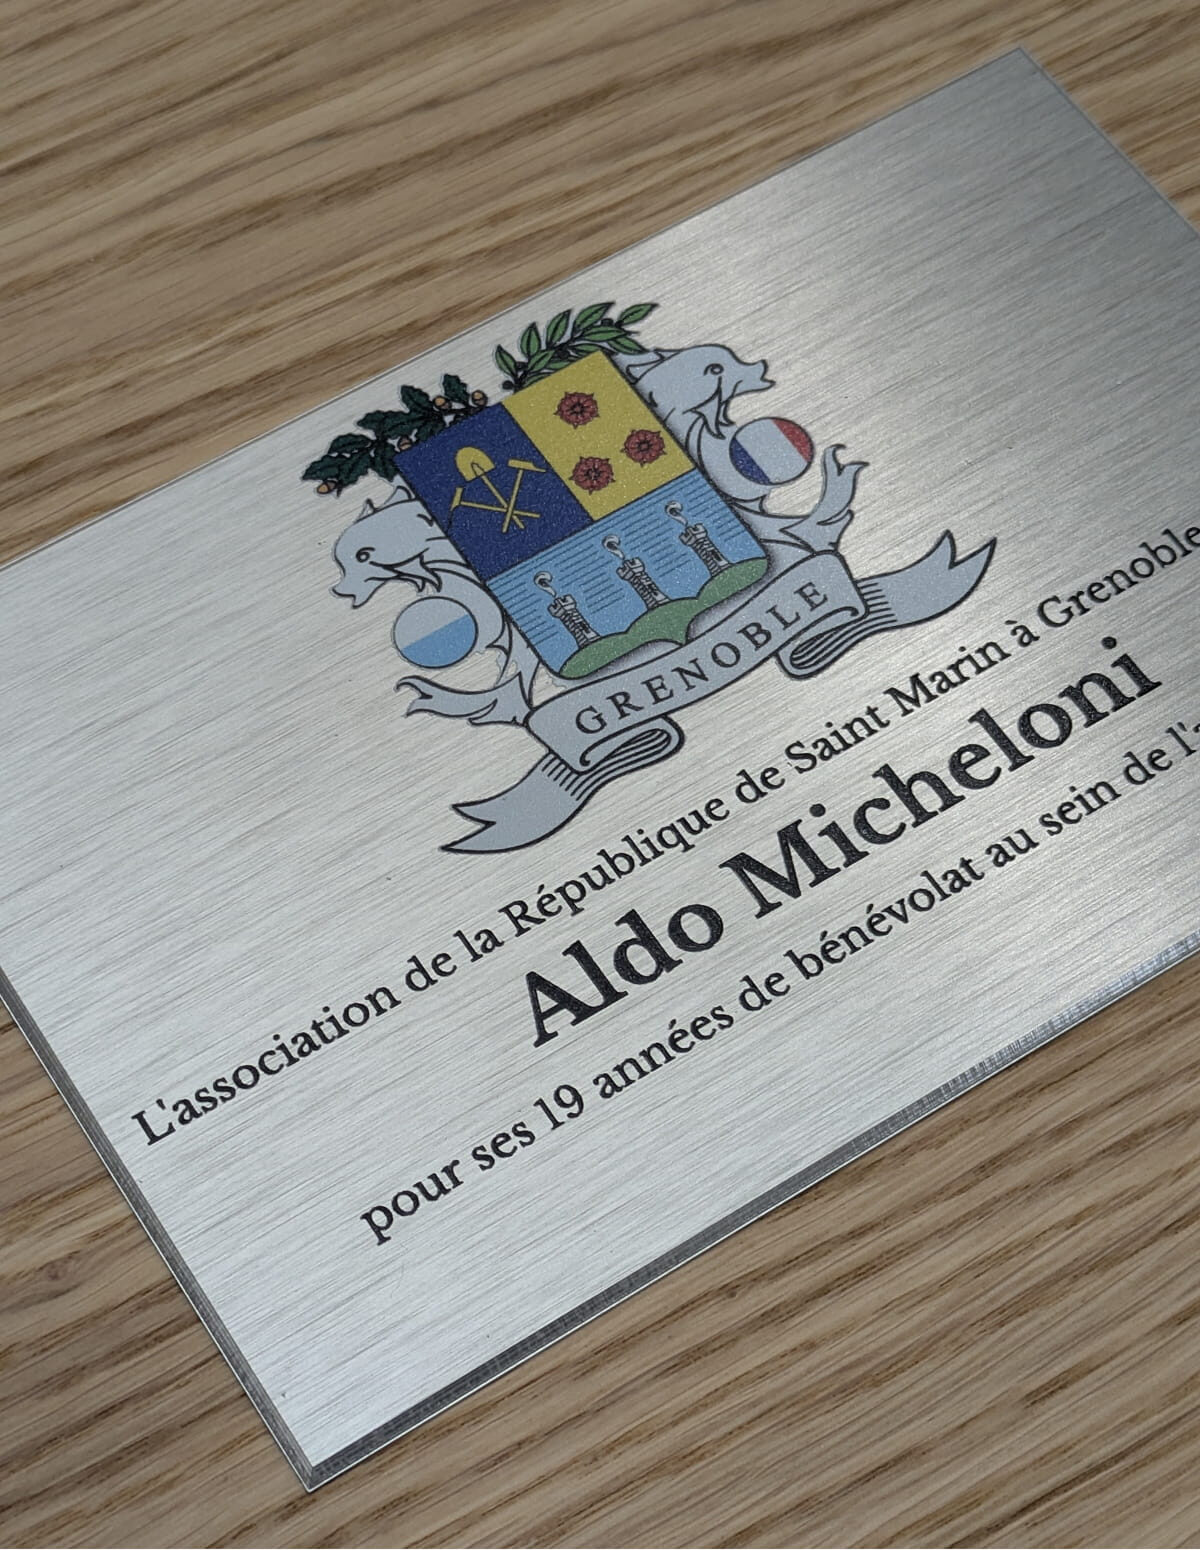 GRENOBLE
L'association de la République de Saint Marin à Grenoble
Aldo Micheloni
pour ses 19 années de bénévolat au sein de